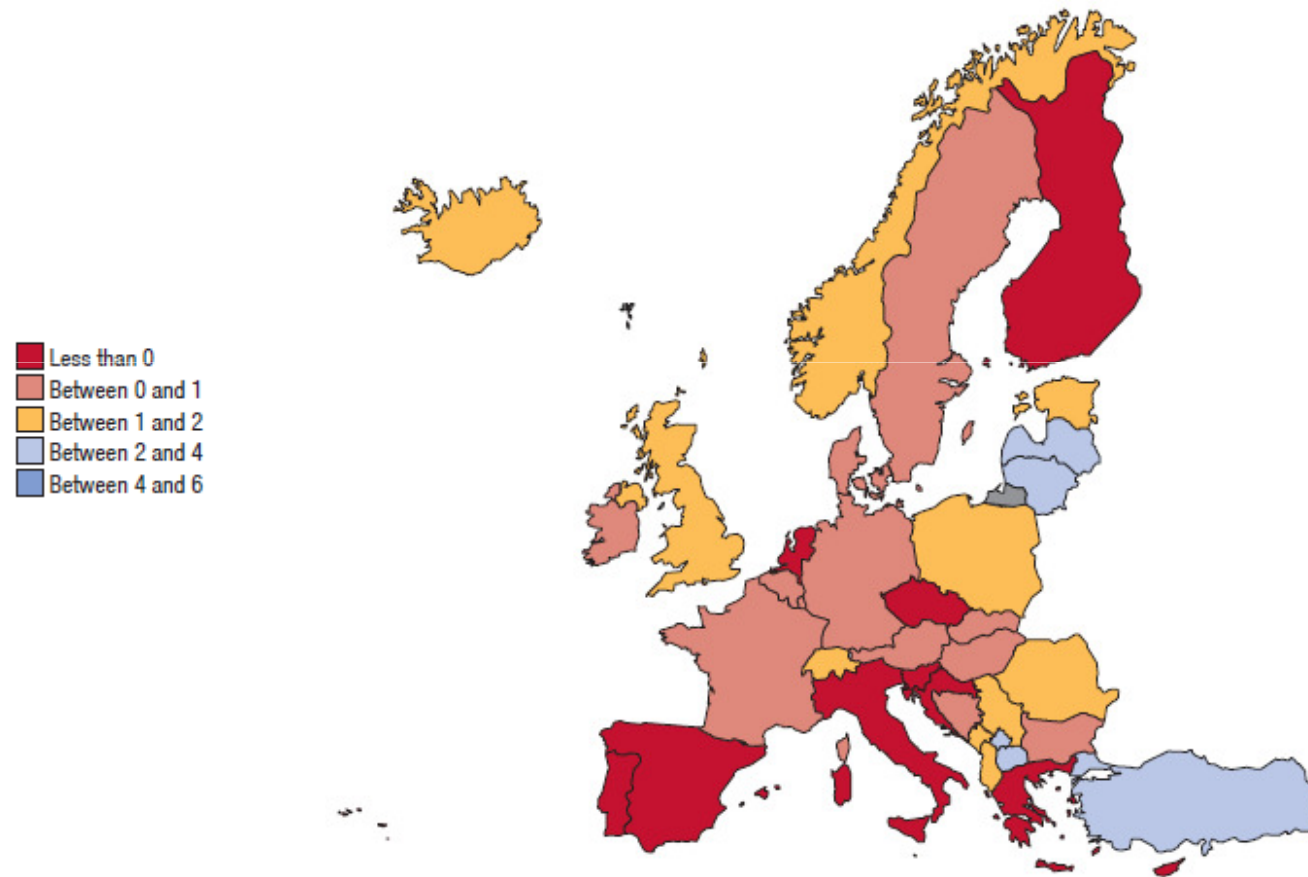 Less than 0
Between 0 and 1
Between 1 and 2
Between 2 and 4
Between 4 and 6